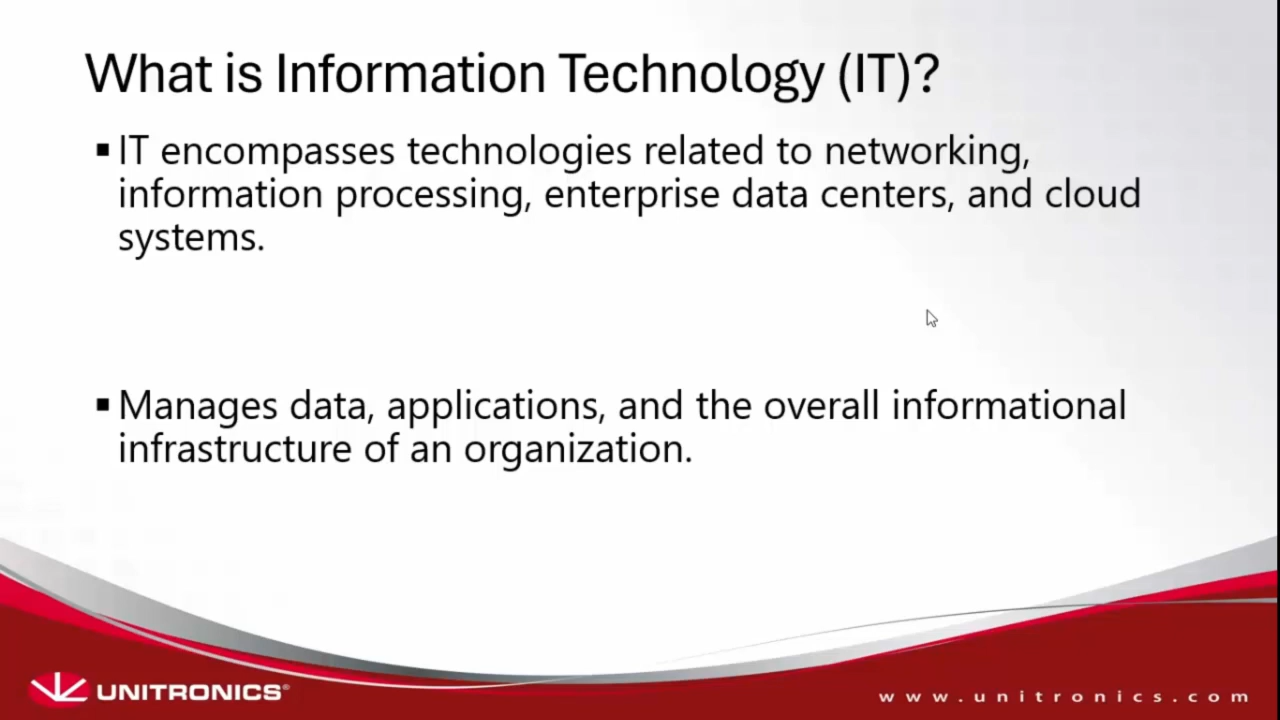 What is Information Technology (IT)?
▪ IT encompasses technologies related to networking,
information processing, enterprise data centers, and cloud
systems.
▪ Manages data, applications, and the overall informational
infrastructure of an organization.
UNITRONICS®
www.unitronics.com